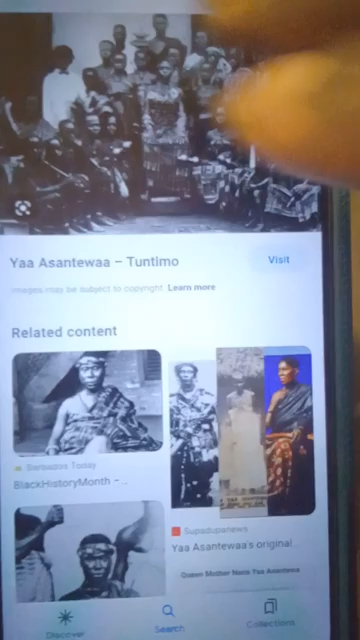 Yaa Asantewaa – Tuntimo
Visit
Images may be subject to copyright. Learn more
Related content
Barbados Today
BlackHistoryMonth – ...
Supadupanews
Yaa Asantewaa's original
Queen Mother Nana Yaa Asantewa
Discover
Search
Collections